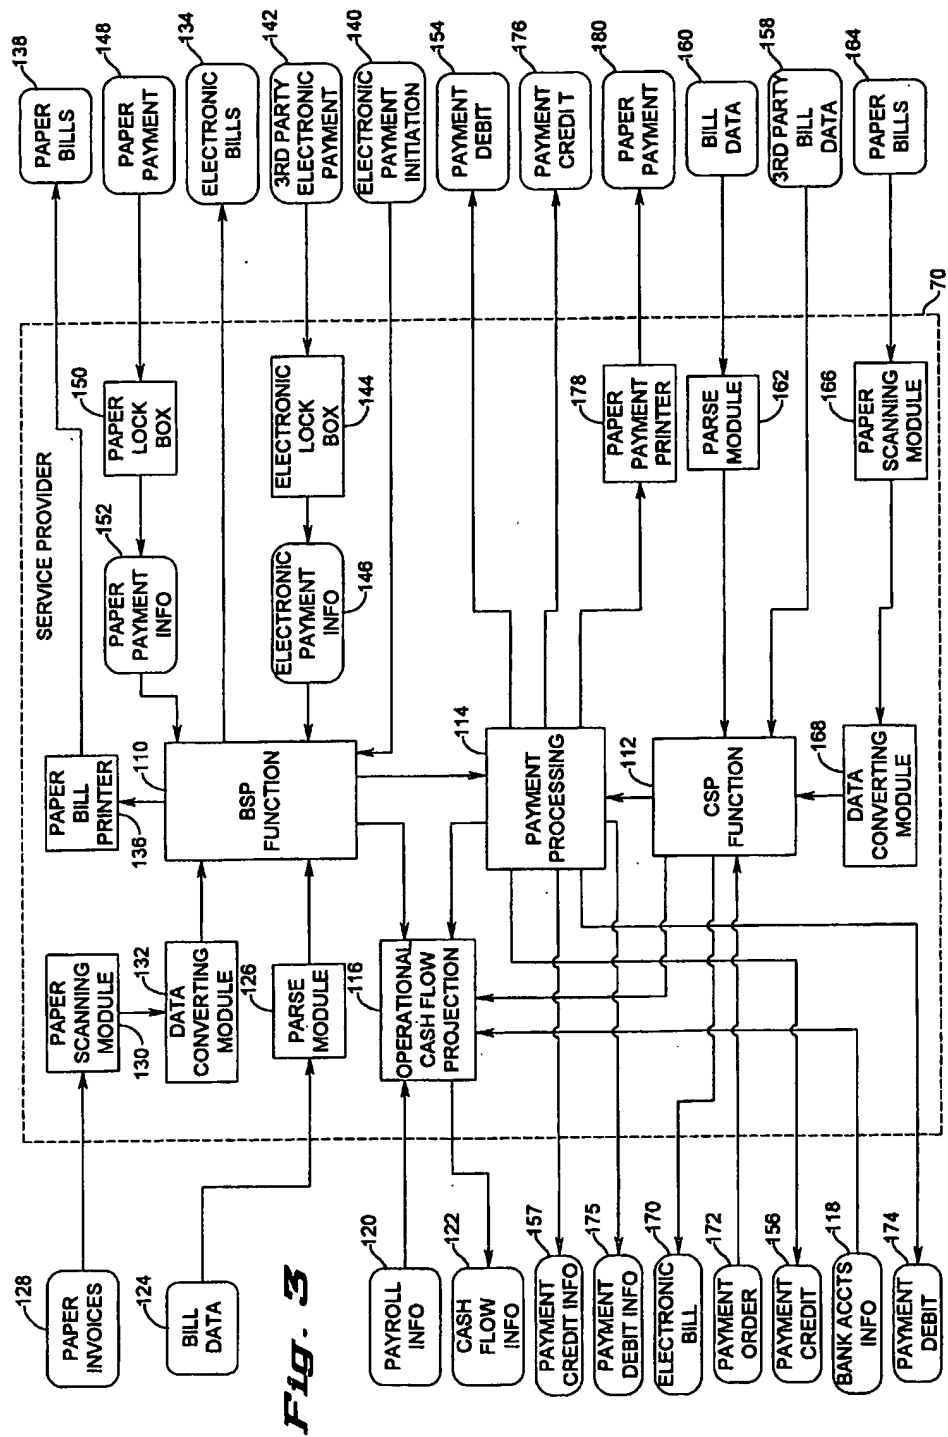 PAPER
INVOICES
128
BILL
DATA
124
Fig. 3
PAYROLL
INFO
120
CASH
FLOW
INFO
122
PAYMENT
CREDIT INFO
157
PAYMENT
DEBIT INFO
175
ELECTRONIC
BILL
170
PAYMENT
ORDER
172
PAYMENT
CREDIT
156
BANK ACCTS
INFO
118
PAYMENT
DEBIT
174
SERVICE PROVIDER
70
PAPER
SCANNING
MODULE
130
DATA
CONVERTING
MODULE
132
PARSE
MODULE
126
OPERATIONAL
CASH FLOW
PROJECTION
116
PAPER
BILL
PRINTER
136
BSP
FUNCTION
110
PAYMENT
PROCESSING
114
CSP
FUNCTION
112
DATA
CONVERTING
MODULE
168
PAPER
PAYMENT
INFO
152
ELECTRONIC
PAYMENT
INFO
146
PAPER
LOCK
BOX
150
ELECTRONIC
LOCK
BOX
144
PAPER
PAYMENT
PRINTER
178
PARSE
MODULE
162
PAPER
SCANNING
MODULE
166
PAPER
BILLS
138
PAPER
PAYMENT
148
ELECTRONIC
BILLS
134
3RD PARTY
ELECTRONIC
PAYMENT
142
ELECTRONIC
PAYMENT
INITIATION
140
PAYMENT
DEBIT
154
PAYMENT
CREDIT
176
PAPER
PAYMENT
180
BILL
DATA
160
3RD PARTY
BILL
DATA
158
PAPER
BILLS
164